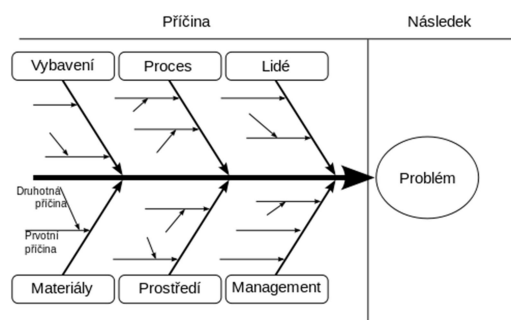 Příčina Následek
Vybavení Proces Lidé
Problém
Druhotná
příčina
Prvotní
příčina
Materiály Prostředí Management